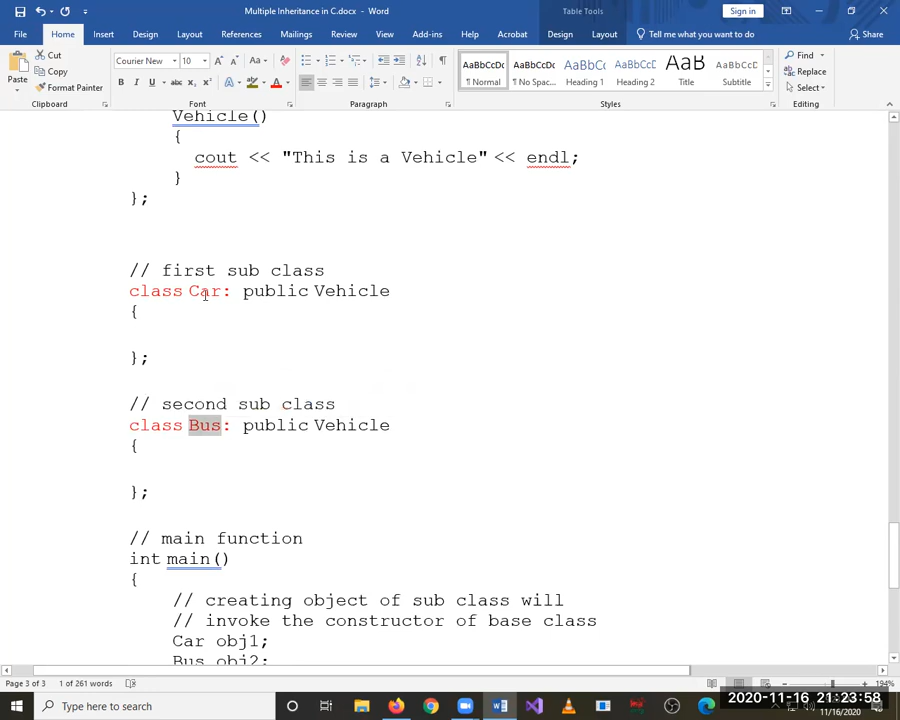 Multiple Inheritance in C.docx - Word
Table Tools
Sign in
File
Home
Insert
Design
Layout
References
Mailings
Review
View
Add-ins
Help
Acrobat
Design
Layout
Tell me what you want to do
Share
Paste
Cut
Copy
Format Painter
Courier New
10
Clipboard
Font
Paragraph
AaBbCcDc
¶ Normal
AaBbCcDc
¶ No Spac...
AaBbCc
Heading 1
AaBbCcD
Heading 2
AaB
Title
AaBbCcD
Subtitle
Styles
Find
Replace
Select
Editing
Vehicle()
{
cout << "This is a Vehicle" << endl;
}
};
// first sub class
class Car: public Vehicle
{
};
// second sub class
class Bus: public Vehicle
{
};
// main function
int main()
{
// creating object of sub class will
// invoke the constructor of base class
Car obj1;
Bus obj2;
Page 3 of 3
1 of 261 words
194%
Type here to search
2020-11-16 21:23:58
11/16/2020